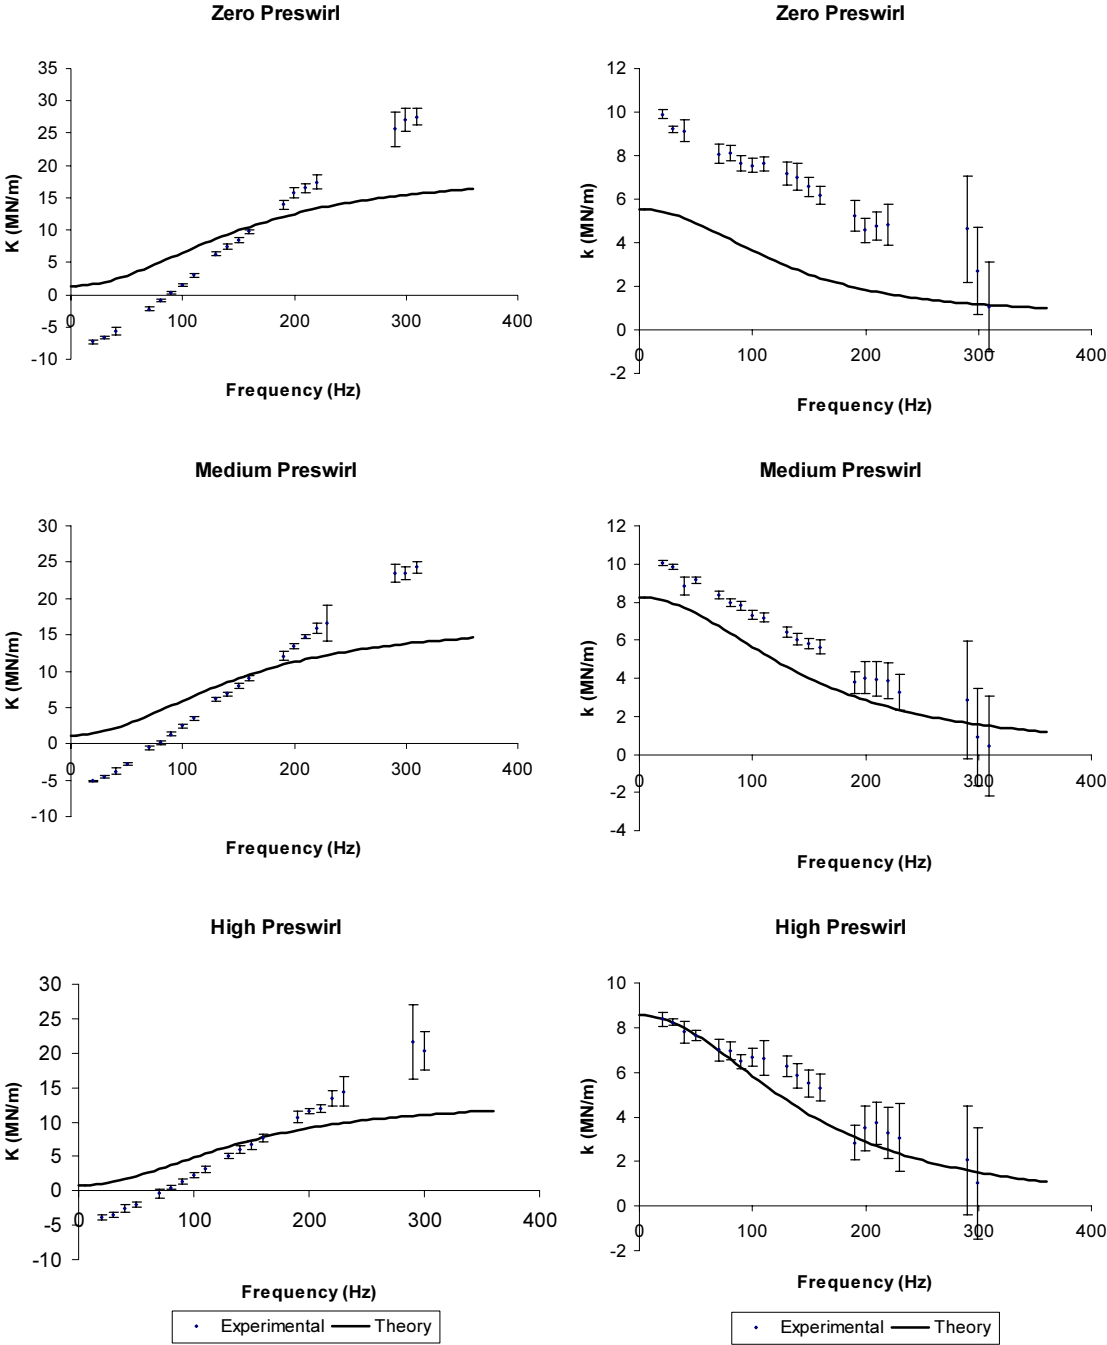 Zero Preswirl
35
30
25
20
15
10
5
0
-5
-10
0 100 200 300 400
K (MN/m)
Frequency (Hz)
Zero Preswirl
12
10
8
6
4
2
0
-2
0 100 200 300 400
k (MN/m)
Frequency (Hz)
Medium Preswirl
30
25
20
15
10
5
0
-5
-10
0 100 200 300 400
K (MN/m)
Frequency (Hz)
Medium Preswirl
12
10
8
6
4
2
0
-2
-4
0 100 200 300 400
k (MN/m)
Frequency (Hz)
High Preswirl
30
25
20
15
10
5
0
-5
-10
0 100 200 300 400
K (MN/m)
Frequency (Hz)
Experimental Theory
High Preswirl
10
8
6
4
2
0
-2
0 100 200 300 400
k (MN/m)
Frequency (Hz)
Experimental Theory